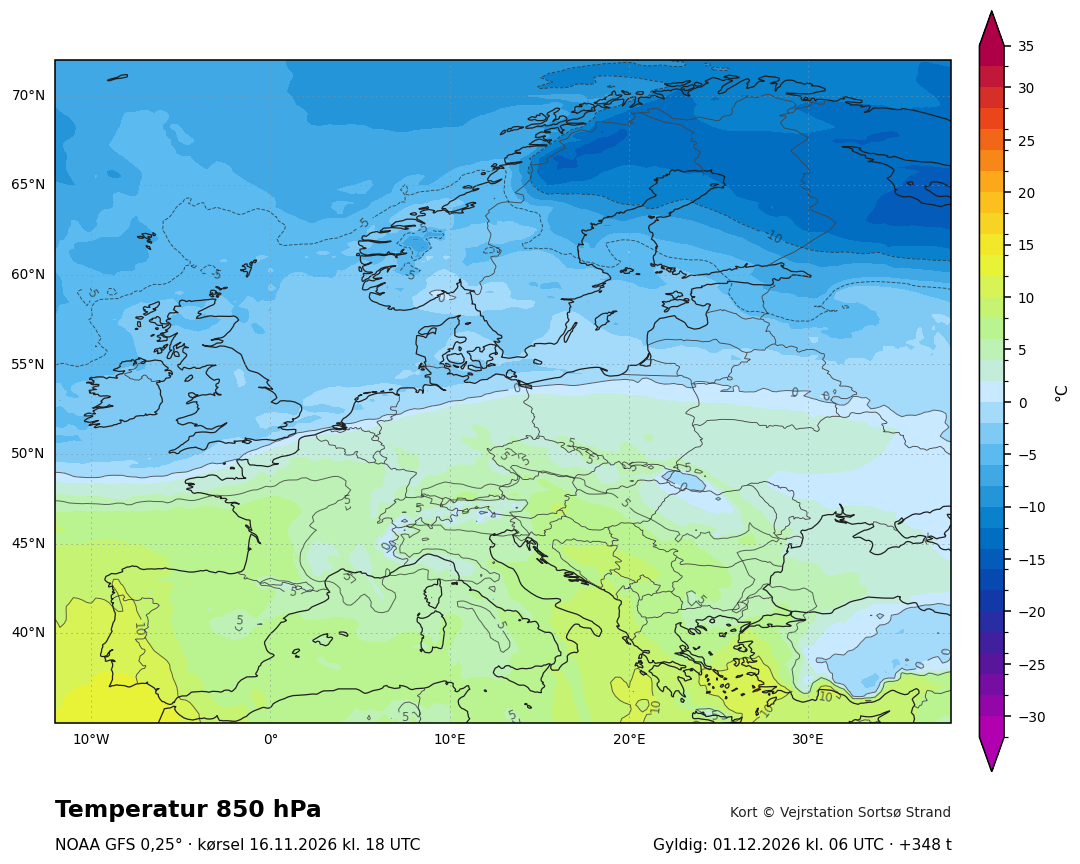 35
30
25
20
15
10
5
0
−5
−10
−15
−20
−25
−30
°C
70°N
65°N
60°N
55°N
50°N
45°N
40°N
10°W 0° 10°E 20°E 30°E
Temperatur 850 hPa
Kort © Vejrstation Sortsø Strand
NOAA GFS 0,25° · kørsel 16.11.2026 kl. 18 UTC
Gyldig: 01.12.2026 kl. 06 UTC · +348 t